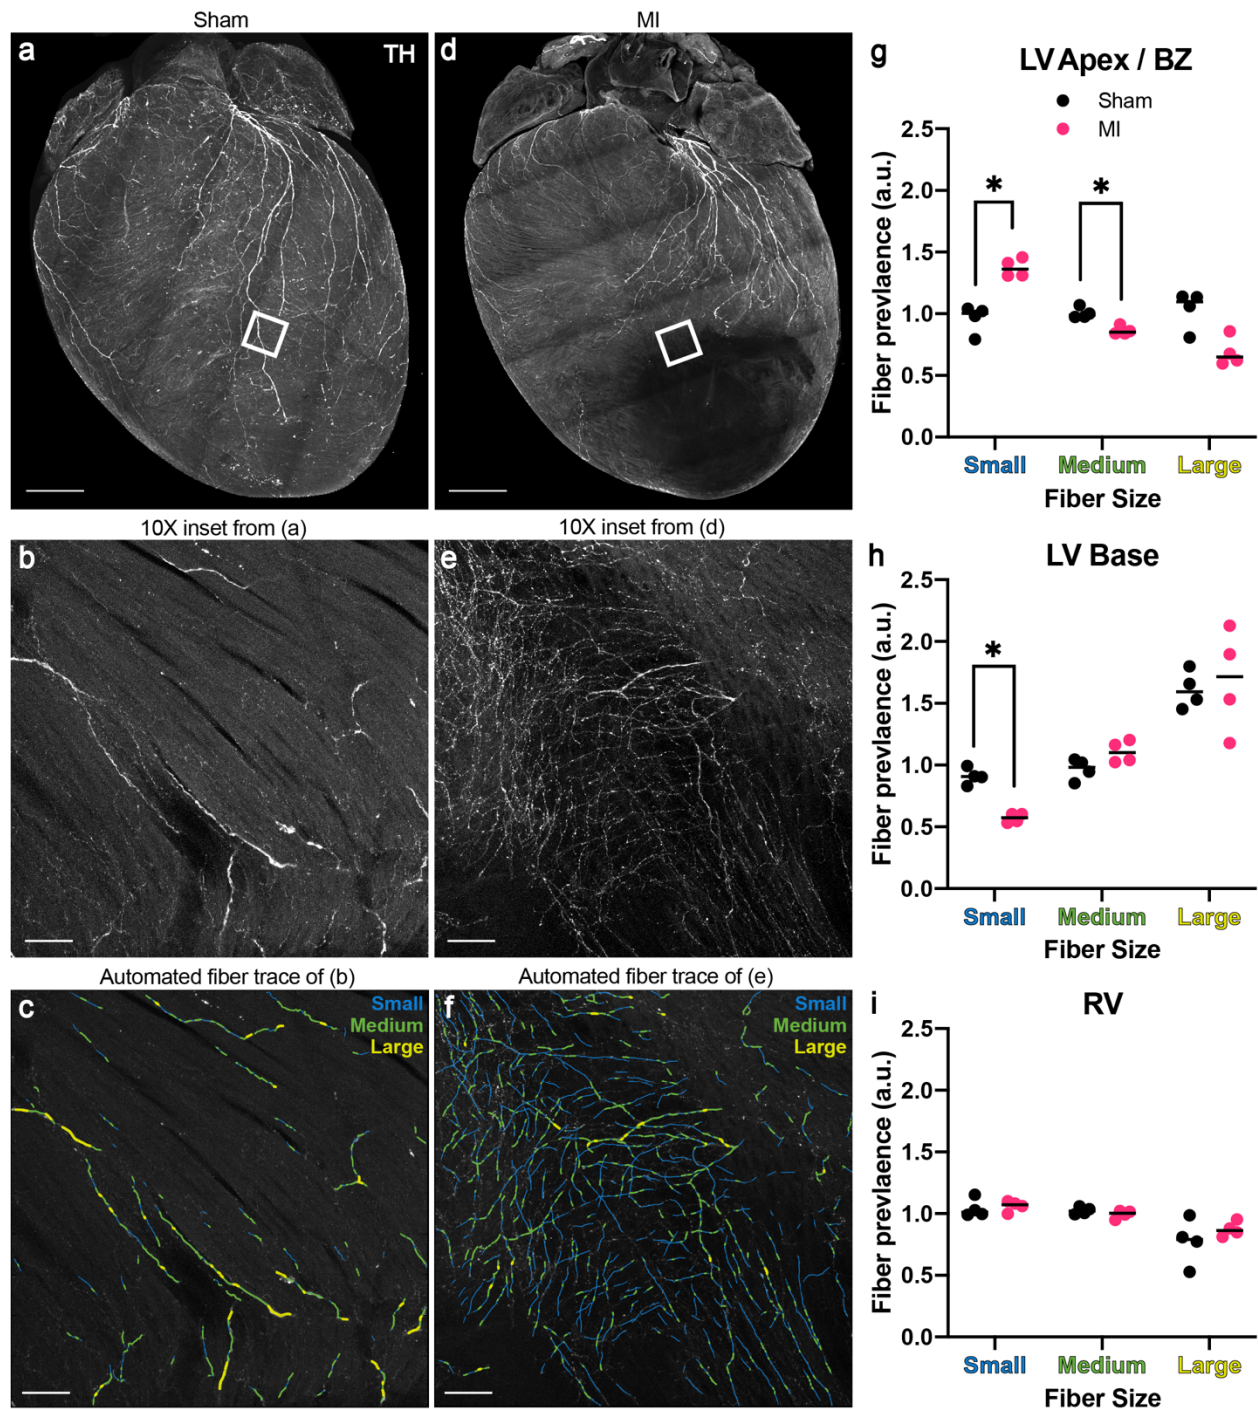 Sham
MI
a
TH
d
10X inset from (a)
10X inset from (d)
b
e
Automated fiber trace of (b)
Automated fiber trace of (e)
c
Small
Medium
Large
f
Small
Medium
Large
g
LV Apex / BZ
Sham
MI
2.5
2.0
1.5
1.0
0.5
0.0
Fiber prevlaence (a.u.)
*
*
Small
Medium
Large
Fiber Size
h
LV Base
2.5
2.0
1.5
1.0
0.5
0.0
Fiber prevlaence (a.u.)
*
Small
Medium
Large
Fiber Size
i
RV
2.5
2.0
1.5
1.0
0.5
0.0
Fiber prevlaence (a.u.)
Small
Medium
Large
Fiber Size